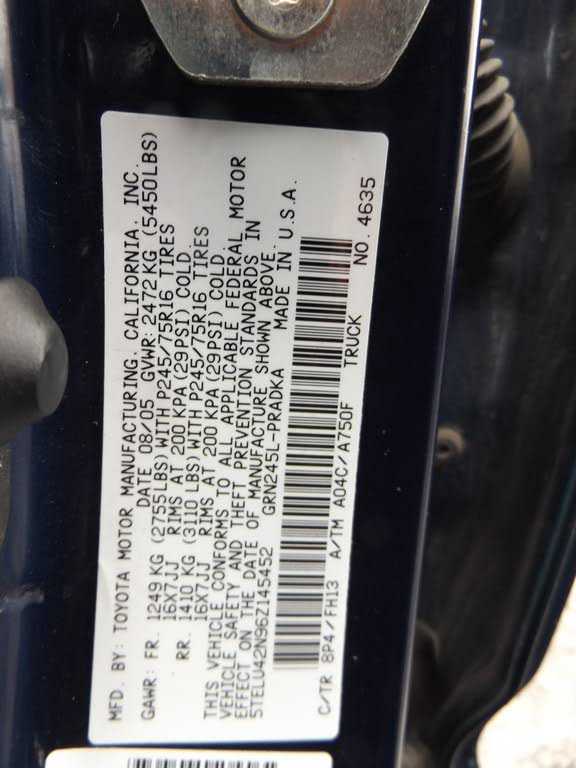 MFD. BY: TOYOTA MOTOR MANUFACTURING, CALIFORNIA, INC.
DATE 08/05 GVWR: 2472 KG (5450LBS)
GAWR: FR. 1249 KG (2755LBS) WITH P245/75R16 TIRES
16X7JJ RIMS AT 200 KPA (29PSI) COLD.
RR. 1410 KG (3110 LBS) WITH P245/75R16 TIRES
16X7JJ RIMS AT 200 KPA (29PSI) COLD.
THIS VEHICLE CONFORMS TO ALL APPLICABLE FEDERAL MOTOR
VEHICLE SAFETY AND THEFT PREVENTION STANDARDS IN
EFFECT ON THE DATE OF MANUFACTURE SHOWN ABOVE.
5TELU42N96Z145452 GRN245L-PRADKA MADE IN U.S.A.
C/TR 8P4/FH13 A/TM A04C/A750F TRUCK NO. 4635